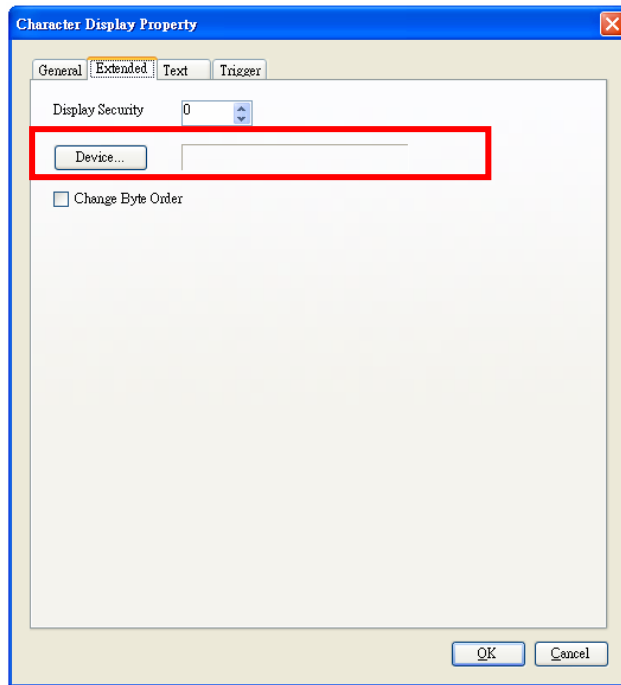 Character Display Property
General Extended Text Trigger
Display Security 0
Device...
Change Byte Order
OK Cancel